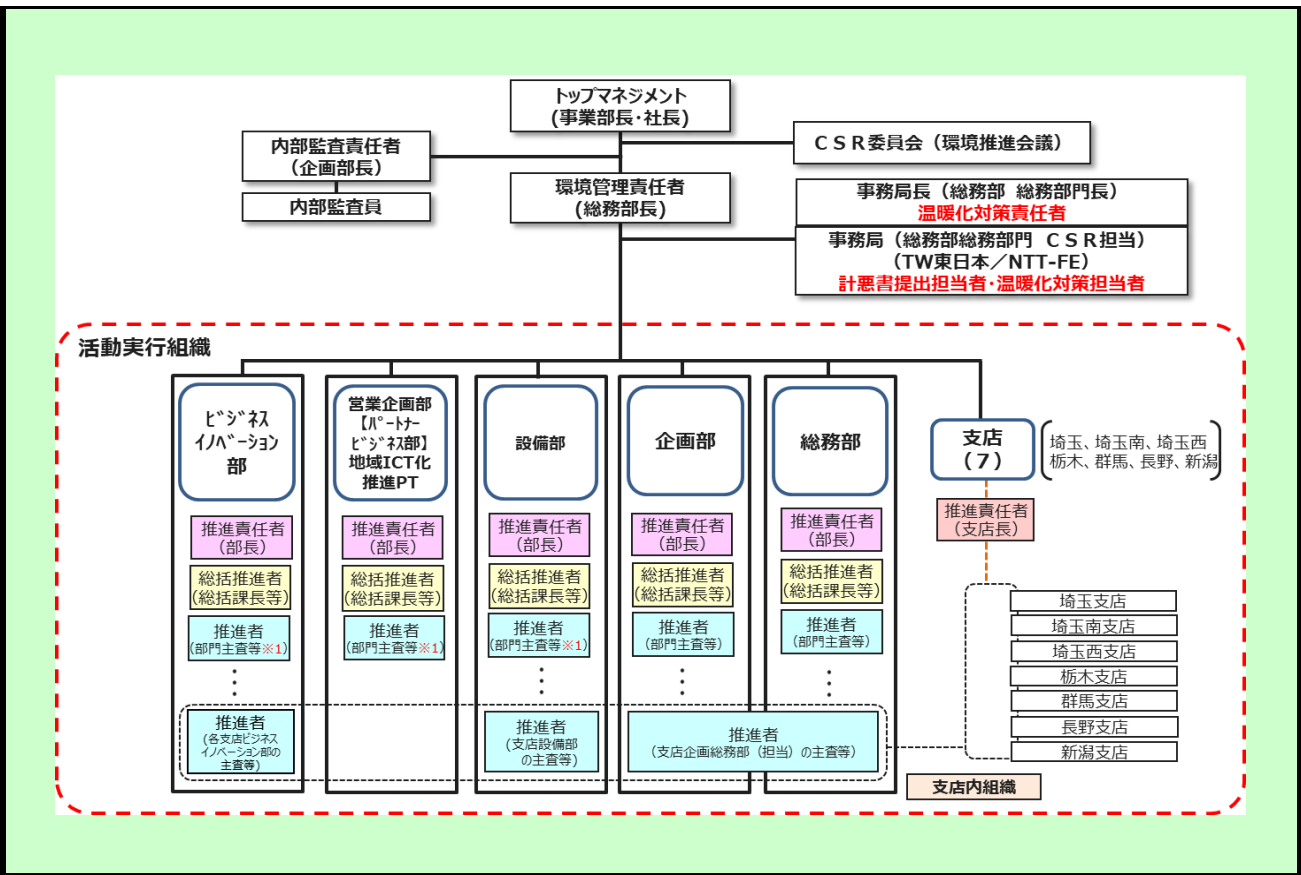 トップマネジメント
(事業部長・社長)
内部監査責任者
(企画部長)
内部監査員
CSR委員会(環境推進会議)
環境管理責任者
(総務部長)
事務局長(総務部 総務部門長)
温暖化対策責任者
事務局(総務部総務部門 CSR担当)
(TW東日本/NTT-FE)
計悪書提出担当者・温暖化対策担当者
活動実行組織
ビジネス
イノベーション
部
推進責任者
(部長)
総括推進者
(総括課長等)
推進者
(部門主査等※1)
⋮
推進者
(各支店ビジネス
イノベーション部の
主査等)
営業企画部
【パートナー
ビジネス部】
地域ICT化
推進PT
推進責任者
(部長)
総括推進者
(総括課長等)
推進者
(部門主査等※1)
⋮
設備部
推進責任者
(部長)
総括推進者
(総括課長等)
推進者
(部門主査等※1)
⋮
推進者
(支店設備部
の主査等)
企画部
推進責任者
(部長)
総括推進者
(総括課長等)
推進者
(部門主査等)
⋮
総務部
推進責任者
(部長)
総括推進者
(総括課長等)
推進者
(部門主査等)
⋮
推進者
(支店企画総務部(担当)の主査等)
支店
(7)
埼玉、埼玉南、埼玉西
栃木、群馬、長野、新潟
推進責任者
(支店長)
埼玉支店
埼玉南支店
埼玉西支店
栃木支店
群馬支店
長野支店
新潟支店
支店内組織